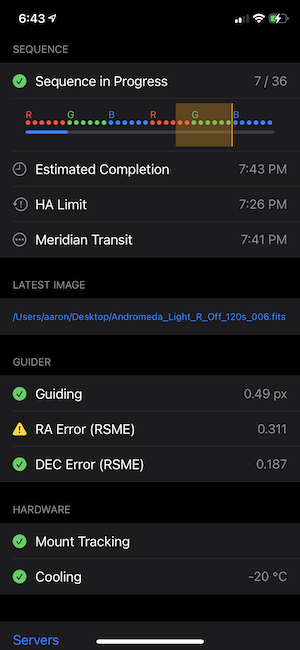 6:43
SEQUENCE
Sequence in Progress 7 / 36
R G B R G B
Estimated Completion 7:43 PM
HA Limit 7:26 PM
Meridian Transit 7:41 PM
LATEST IMAGE
/Users/aaron/Desktop/Andromeda_Light_R_Off_120s_006.fits
GUIDER
Guiding 0.49 px
RA Error (RSME) 0.311
DEC Error (RSME) 0.187
HARDWARE
Mount Tracking
Cooling -20 °C
Servers